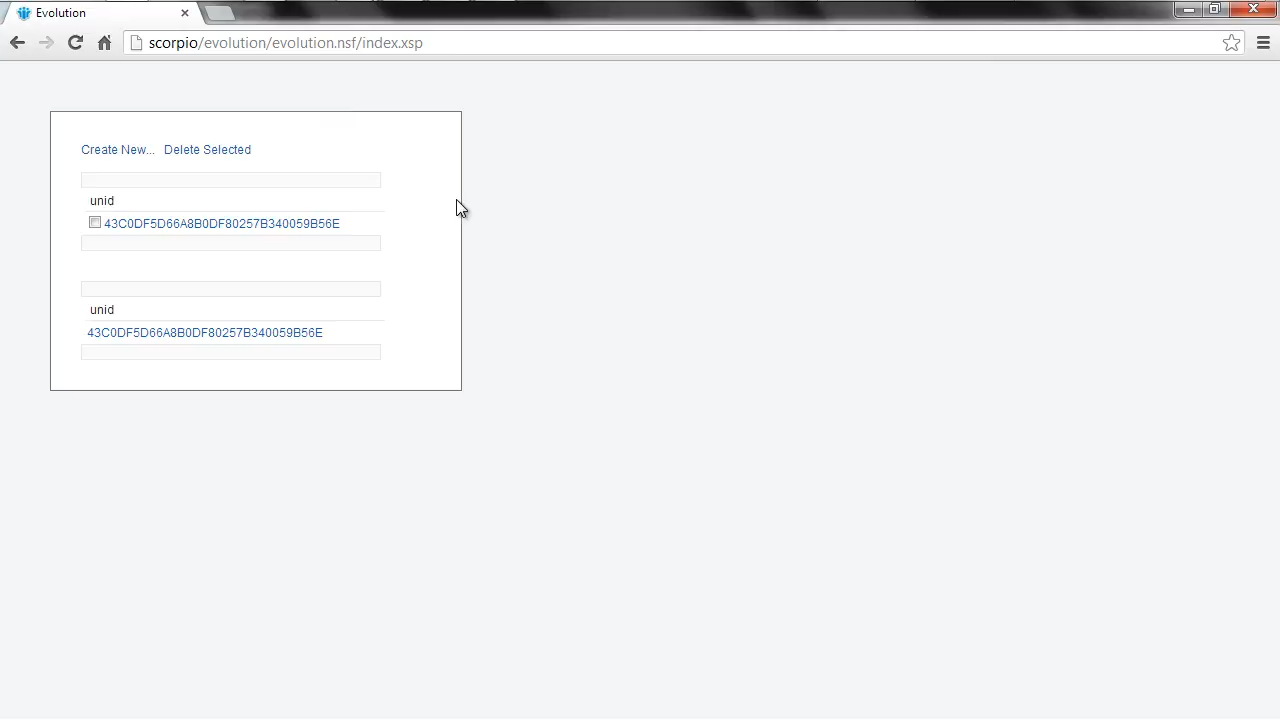 Evolution
scorpio/evolution/evolution.nsf/index.xsp
Create New... Delete Selected
unid
43C0DF5D66A8B0DF80257B340059B56E
unid
43C0DF5D66A8B0DF80257B340059B56E